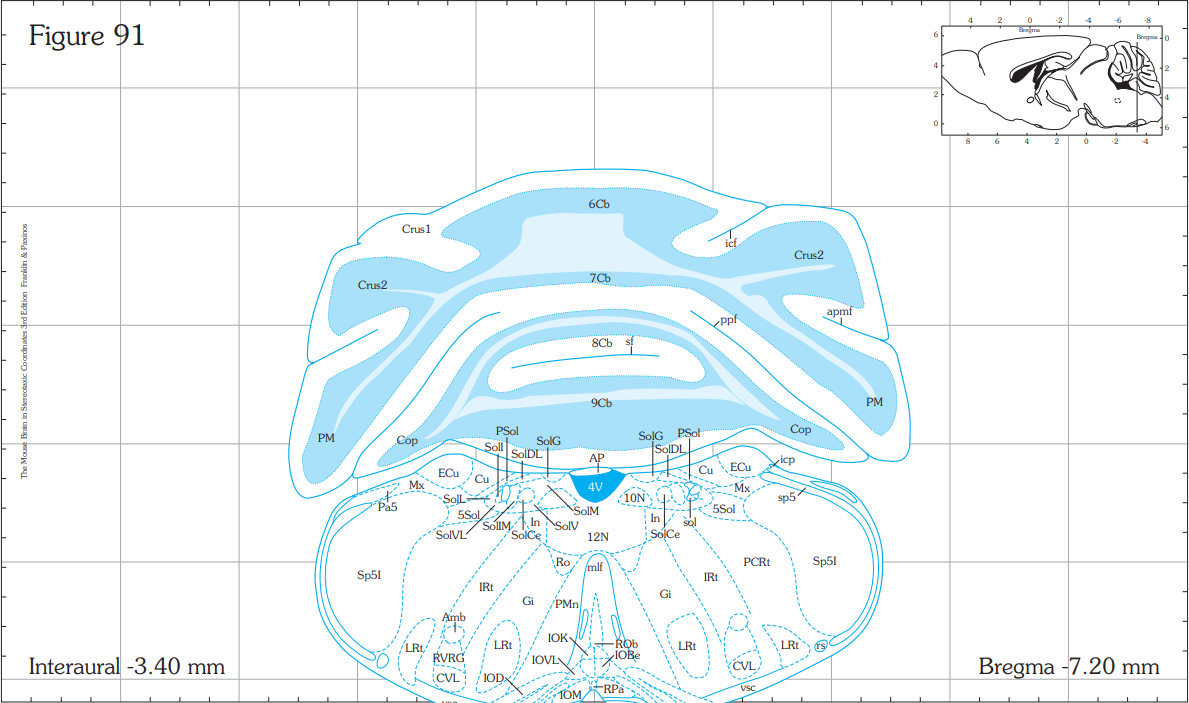 Figure 91
4 2 0 -2 -4 -6 -8
Bregma
Bregma
6
4
2
0
0
2
4
6
8 6 4 2 0 -2 -4
The Mouse Brain in Stereotaxic Coordinates 3rd Edition Franklin & Paxinos
6Cb
Crus1
icf
Crus2
Crus2
7Cb
apmf
ppf
8Cb sf
9Cb
PM
PM
Cop
Cop
PSol
SolG
SolI
SolDL
SolG
PSol
SolDL
AP
icp
ECu
Cu
Cu
ECu
Mx
Mx
4V
SolL
10N
sp5
Pa5
5Sol
SolM
5Sol
SolIM
In
SolV
In
sol
SolVL
SolCe
12N
SolCe
Ro
mlf
PCRt
Sp5I
Sp5I
IRt
IRt
Gi
PMn
Gi
Amb
LRt
LRt
IOK
ROb
LRt
LRt
rs
RVRG
IOVL
IOBe
CVL
CVL
IOD
IOM
RPa
vsc
vsc
Interaural -3.40 mm
Bregma -7.20 mm